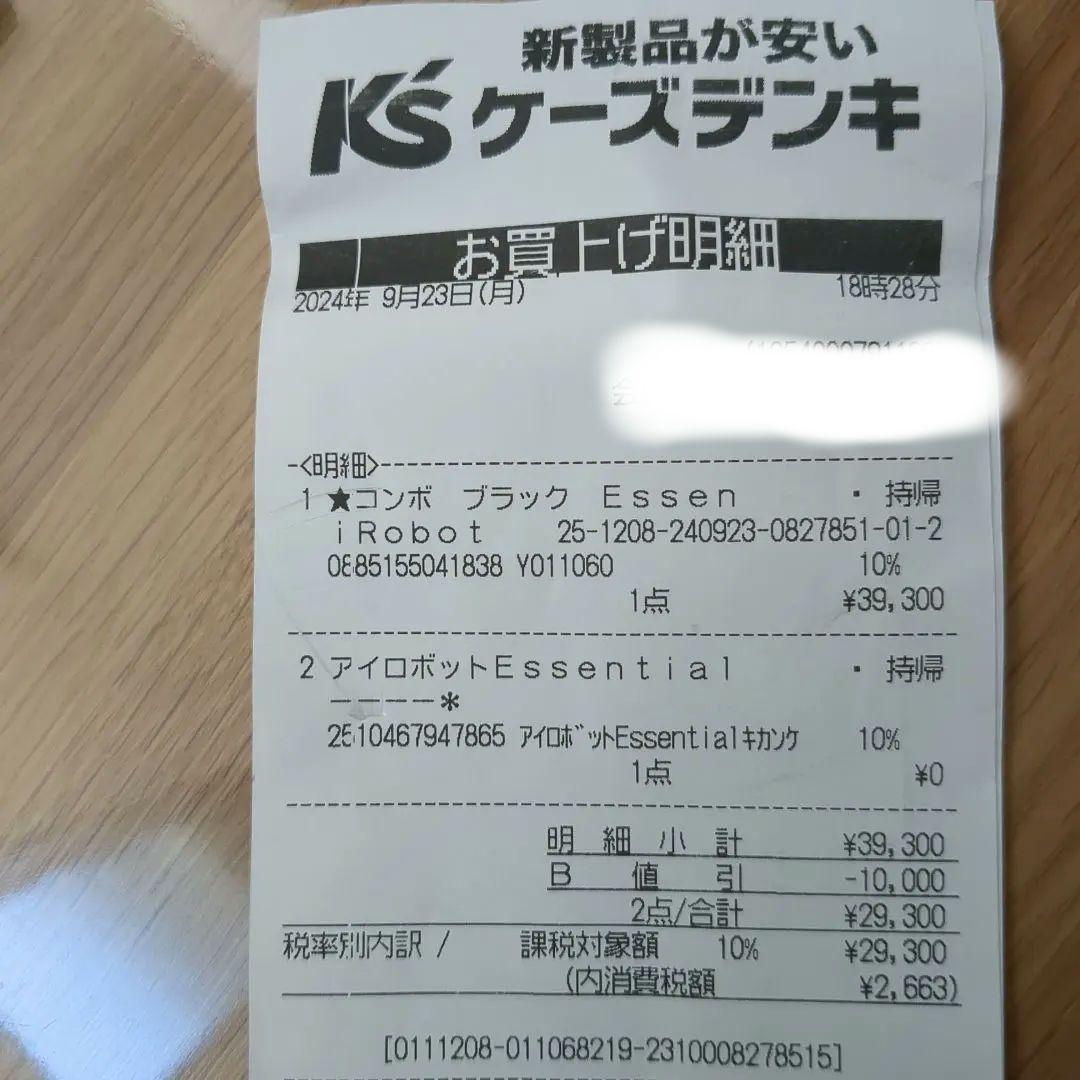 新製品が安い
K'S ケーズデンキ
お買上げ明細
2024年 9月23日(月) 18時28分
-<明細>-----------------------------
1 ★コンボ ブラック Essen ・ 持帰
iRobot 25-1208-240923-0827851-01-2
0885155041838 Y011060 10%
1点 ¥39,300
2 アイロボットEssential ・ 持帰
ーーーー*
2510467947865 アイロボットEssentialキカンケ 10%
1点 ¥0
明細小計 ¥39,300
B 値引 -10,000
2点/合計 ¥29,300
税率別内訳 / 課税対象額 10% ¥29,300
(内消費税額 ¥2,663)
[0111208-011068219-2310008278515]